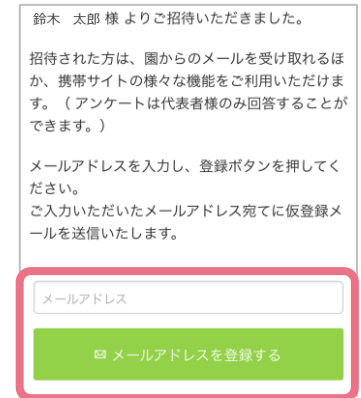 鈴木　太郎 様 よりご招待いただきました。
招待された方は、園からのメールを受け取れるほ
か、携帯サイトの様々な機能をご利用いただけま
す。（ アンケートは代表者様のみ回答することが
できます。）
メールアドレスを入力し、登録ボタンを押してく
ださい。
ご入力いただいたメールアドレス宛てに仮登録メ
ールを送信いたします。
メールアドレス
✉ メールアドレスを登録する